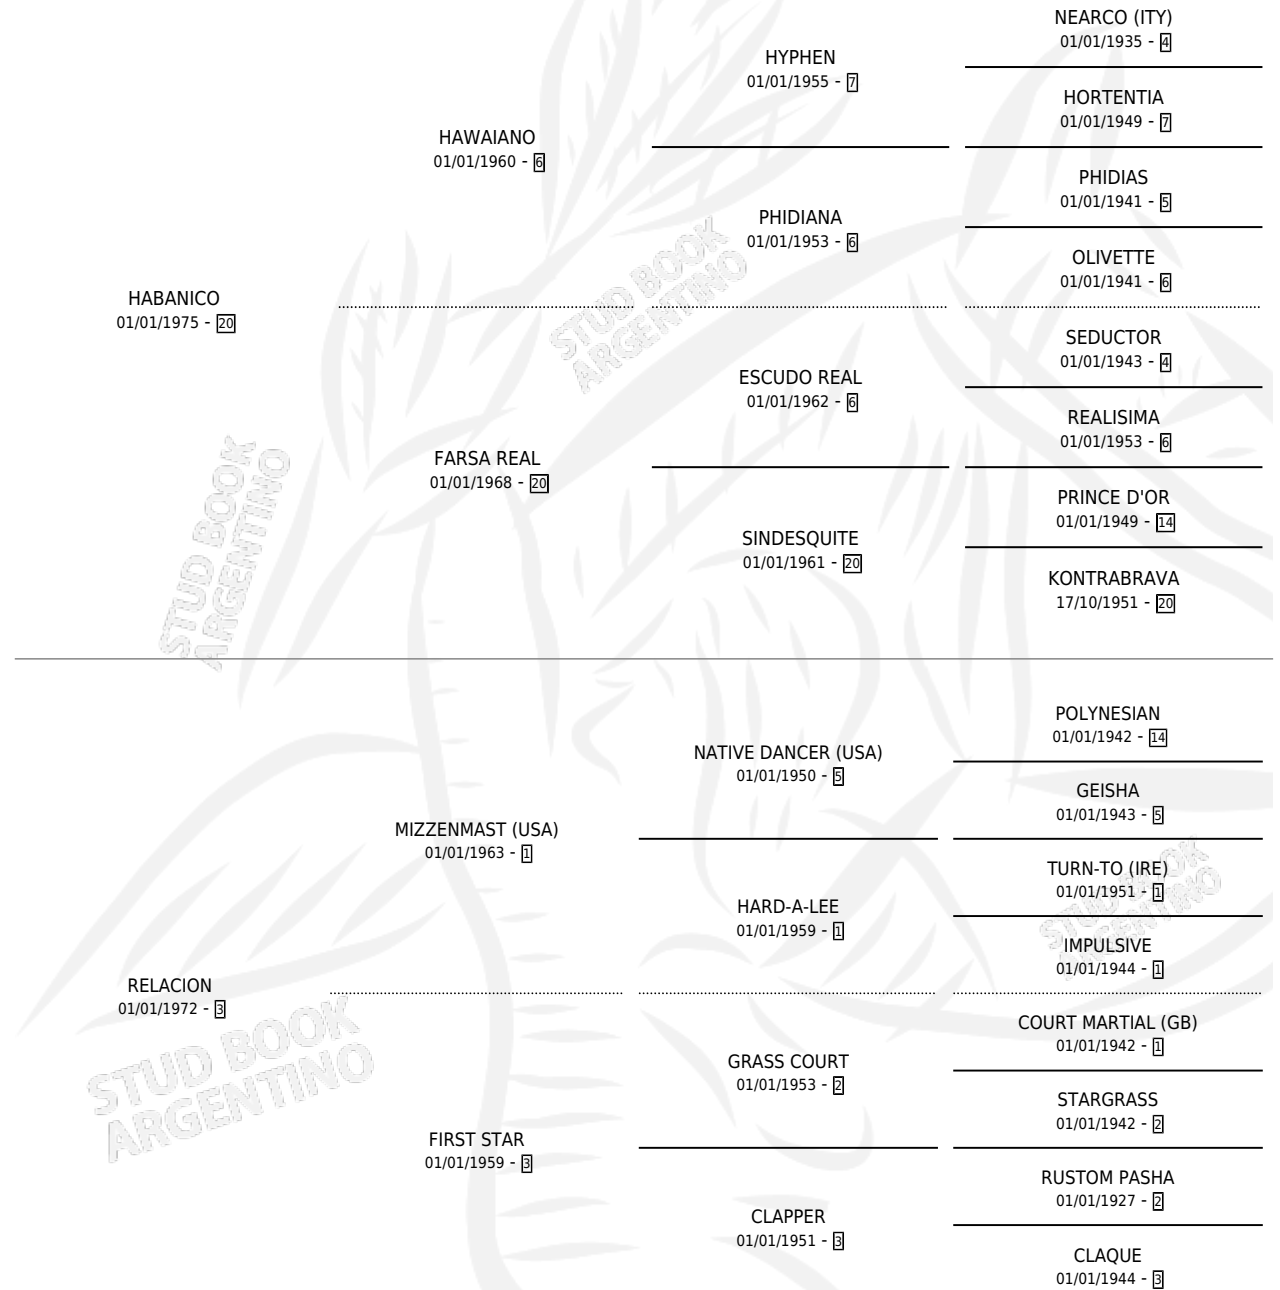 HABANICO
01/01/1975 - 20
HAWAIANO
01/01/1960 - 6
FARSA REAL
01/01/1968 - 20
HYPHEN
01/01/1955 - 7
PHIDIANA
01/01/1953 - 6
ESCUDO REAL
01/01/1962 - 6
SINDESQUITE
01/01/1961 - 20
NEARCO (ITY)
01/01/1935 - 4
HORTENTIA
01/01/1949 - 7
PHIDIAS
01/01/1941 - 5
OLIVETTE
01/01/1941 - 6
SEDUCTOR
01/01/1943 - 4
REALISIMA
01/01/1953 - 6
PRINCE D'OR
01/01/1949 - 14
KONTRABRAVA
17/10/1951 - 20
RELACION
01/01/1972 - 3
MIZZENMAST (USA)
01/01/1963 - 1
FIRST STAR
01/01/1959 - 3
NATIVE DANCER (USA)
01/01/1950 - 5
HARD-A-LEE
01/01/1959 - 1
GRASS COURT
01/01/1953 - 2
CLAPPER
01/01/1951 - 3
POLYNESIAN
01/01/1942 - 14
GEISHA
01/01/1943 - 5
TURN-TO (IRE)
01/01/1951 - 1
IMPULSIVE
01/01/1944 - 1
COURT MARTIAL (GB)
01/01/1942 - 1
STARGRASS
01/01/1942 - 2
RUSTOM PASHA
01/01/1927 - 2
CLAQUE
01/01/1944 - 3
STUD BOOK
ARGENTINO
STUD BOOK
ARGENTINO
STUD BOOK
ARGENTINO
STUD BOOK
ARGENTINO